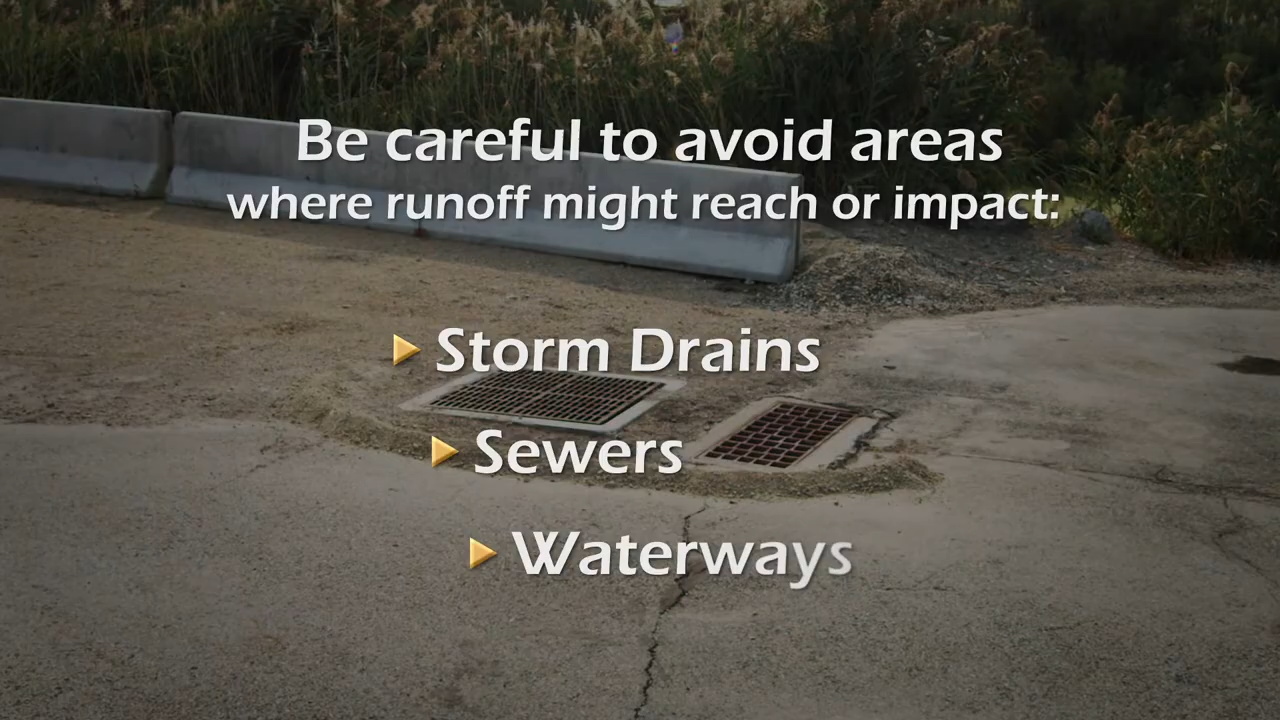 Be careful to avoid areas
where runoff might reach or impact:
Storm Drains
Sewers
Waterways